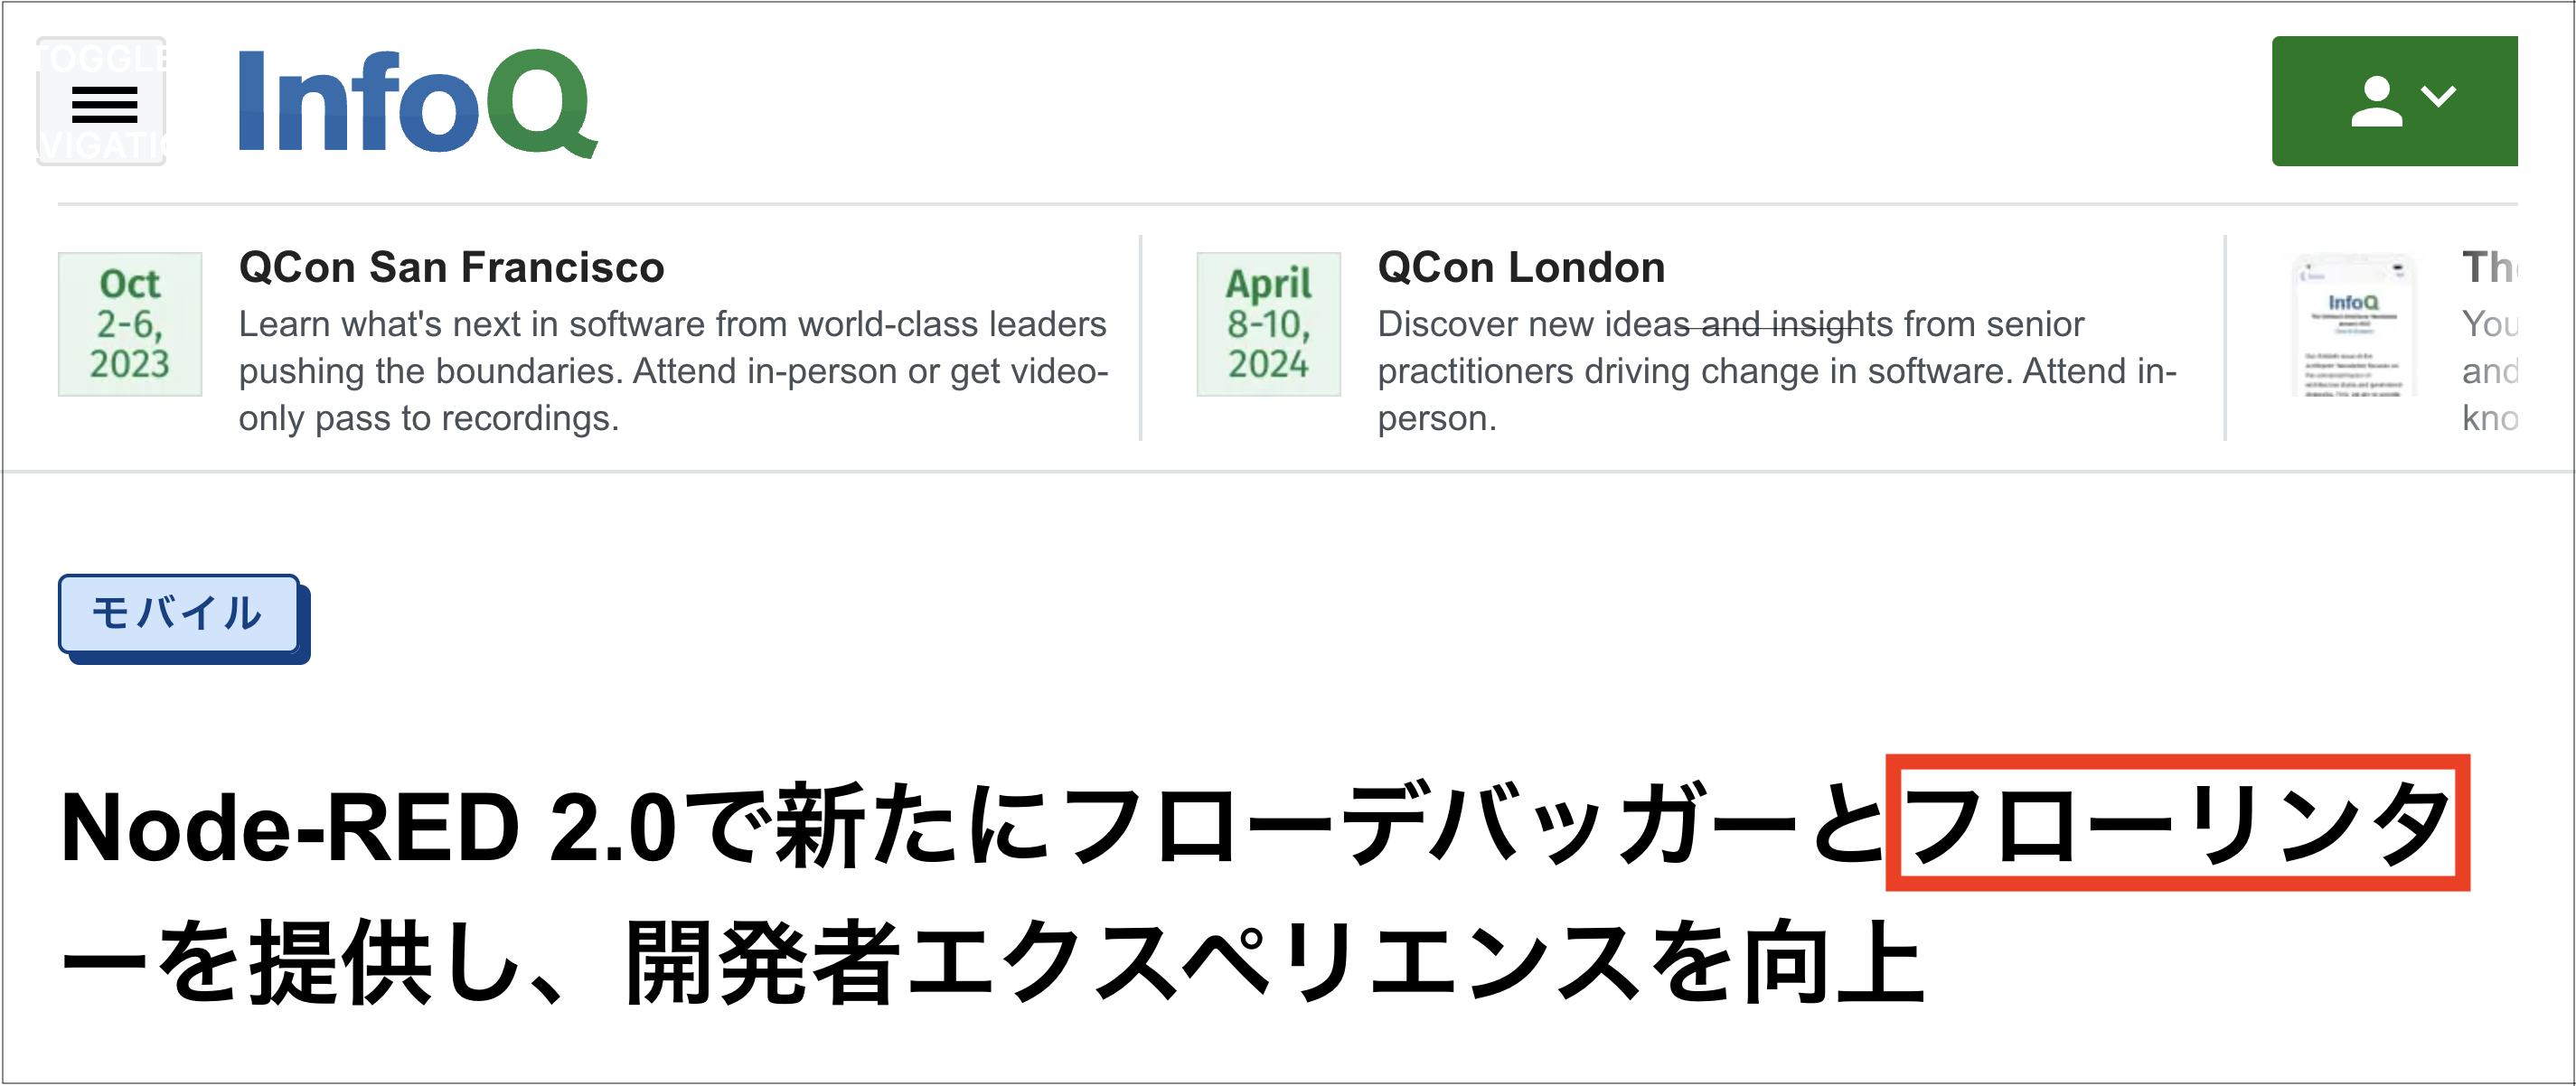 TOGGLE
VIGATIO
InfoQ
Oct
2-6,
2023
QCon San Francisco
Learn what's next in software from world-class leaders
pushing the boundaries. Attend in-person or get video-
only pass to recordings.
April
8-10,
2024
QCon London
Discover new ideas and insights from senior
practitioners driving change in software. Attend in-
person.
InfoQ
The
You
and
kno
モバイル
Node-RED 2.0で新たにフローデバッガーとフローリンタ
ーを提供し、開発者エクスペリエンスを向上